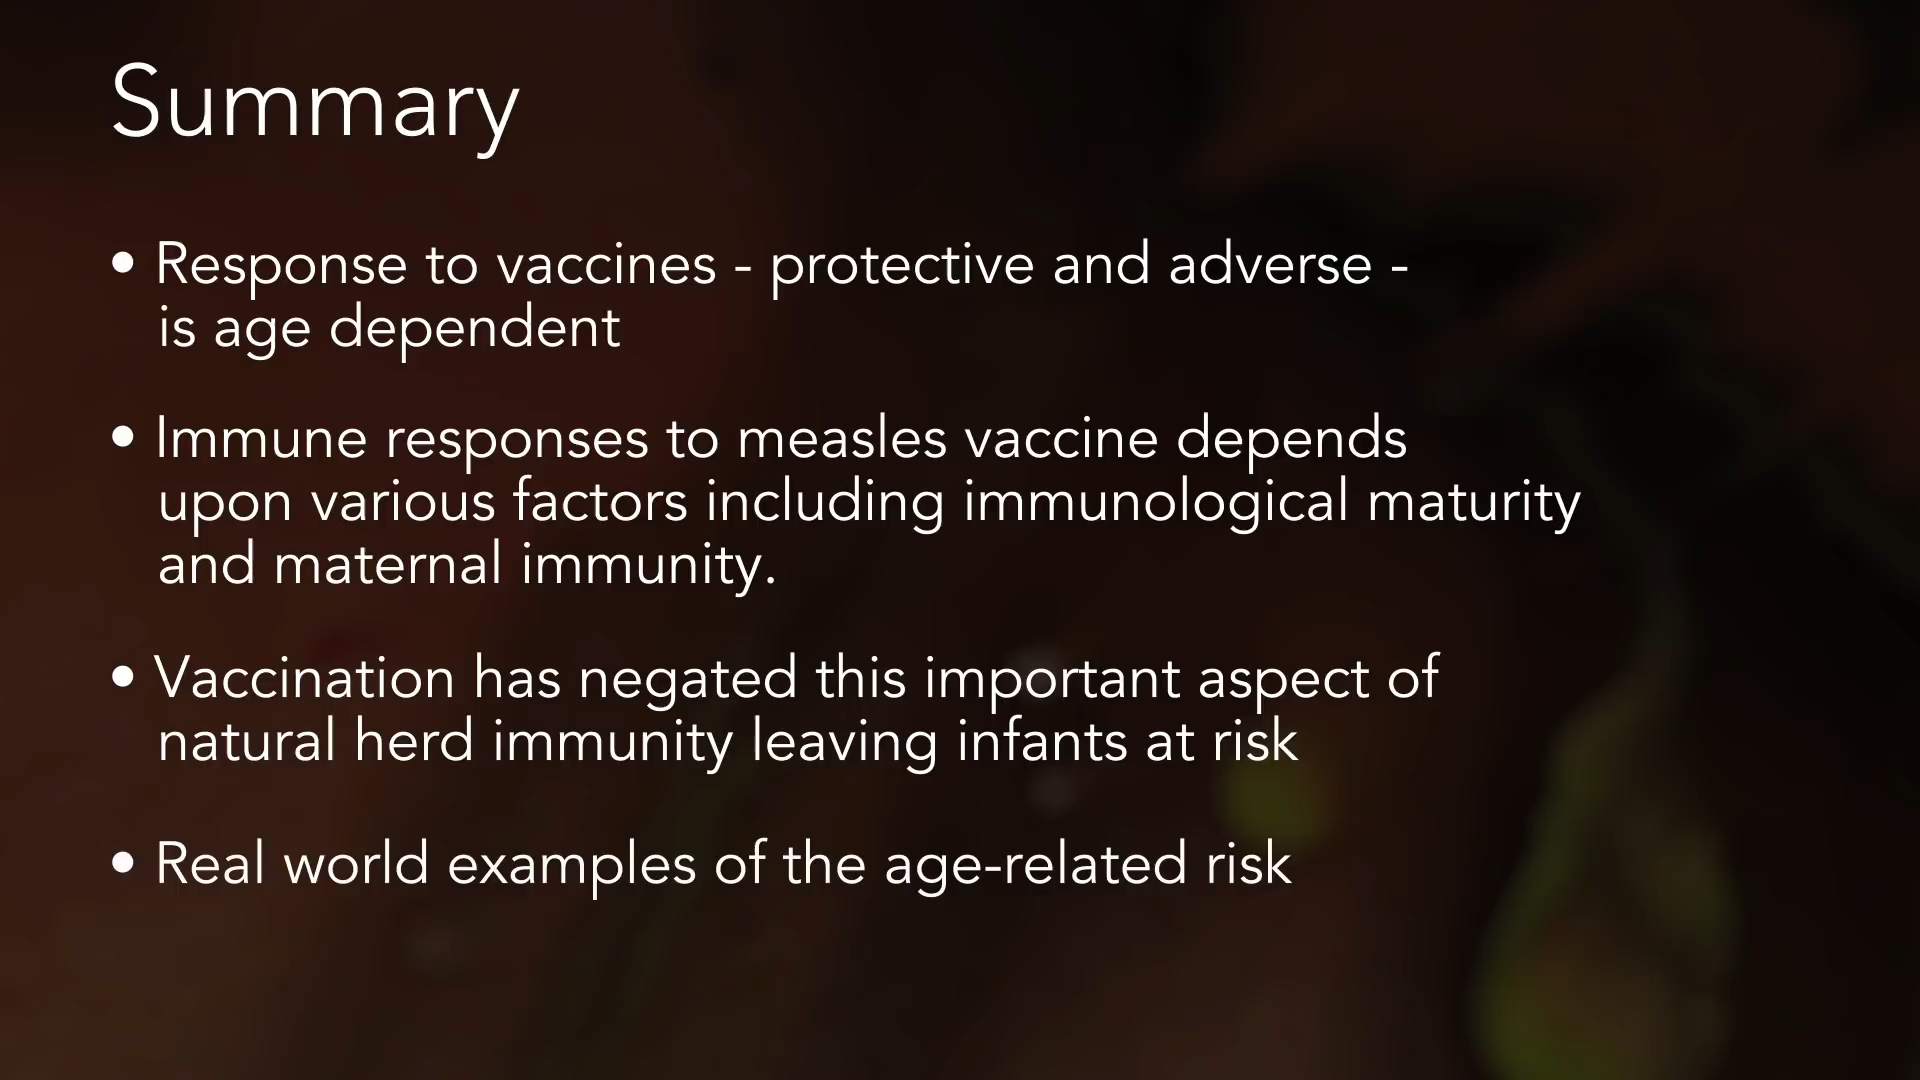 Summary
• Response to vaccines - protective and adverse -
is age dependent
• Immune responses to measles vaccine depends
upon various factors including immunological maturity
and maternal immunity.
• Vaccination has negated this important aspect of
natural herd immunity leaving infants at risk
• Real world examples of the age-related risk